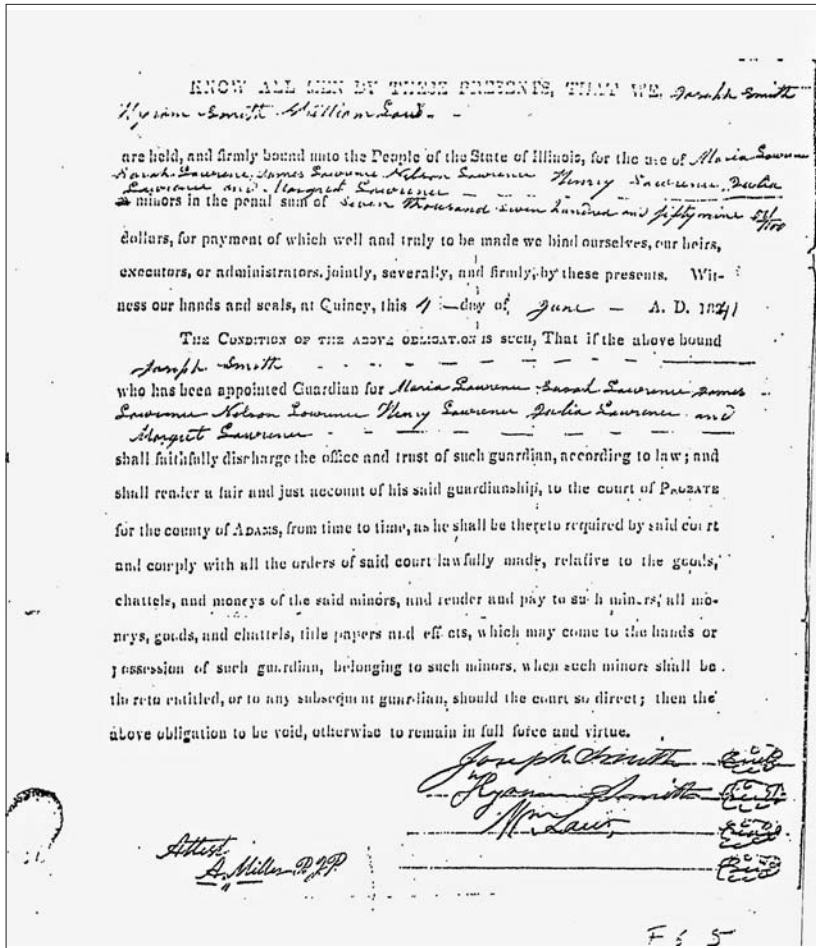 KNOW ALL MEN BY THESE PRESENTS, THAT WE, Joseph Smith
Hyrum Smith William Law -
are held, and firmly bound unto the People of the State of Illinois, for the use of Maria Lawrence
Sarah Lawrence James Lawrence Nelson Lawrence Henry Lawrence Julia
Lawrence and Margret Lawrence
minors in the penal sum of seven thousand seven hundred and fifty nine
dollars, for payment of which well and truly to be made we bind ourselves, our heirs,
executors, or administrators, jointly, severally, and firmly, by these presents. Wit-
ness our hands and seals, at Quincy, this 4 day of June - A. D. 1841
THE CONDITION OF THE ABOVE OBLIGATION IS such, That if the above bound
Joseph Smith
who has been appointed Guardian for Maria Lawrence Sarah Lawrence James
Lawrence Nelson Lawrence Henry Lawrence Julia Lawrence and
Margret Lawrence
shall faithfully discharge the office and trust of such guardian, according to law; and
shall render a fair and just account of his said guardianship, to the court of PROBATE
for the county of ADAMS, from time to time, as he shall be thereto required by said court
and comply with all the orders of said court lawfully made, relative to the goods,
chattels, and moneys of the said minors, and render and pay to such minors, all mo-
neys, goods, and chattels, title papers and effects, which may come to the hands or
possession of such guardian, belonging to such minors, when such minors shall be
thereto entitled, or to any subsequent guardian, should the court so direct; then the
above obligation to be void, otherwise to remain in full force and virtue.
Joseph Smith
Hyrum Smith
Wm Law
Attest
A. Miller P.J.P.